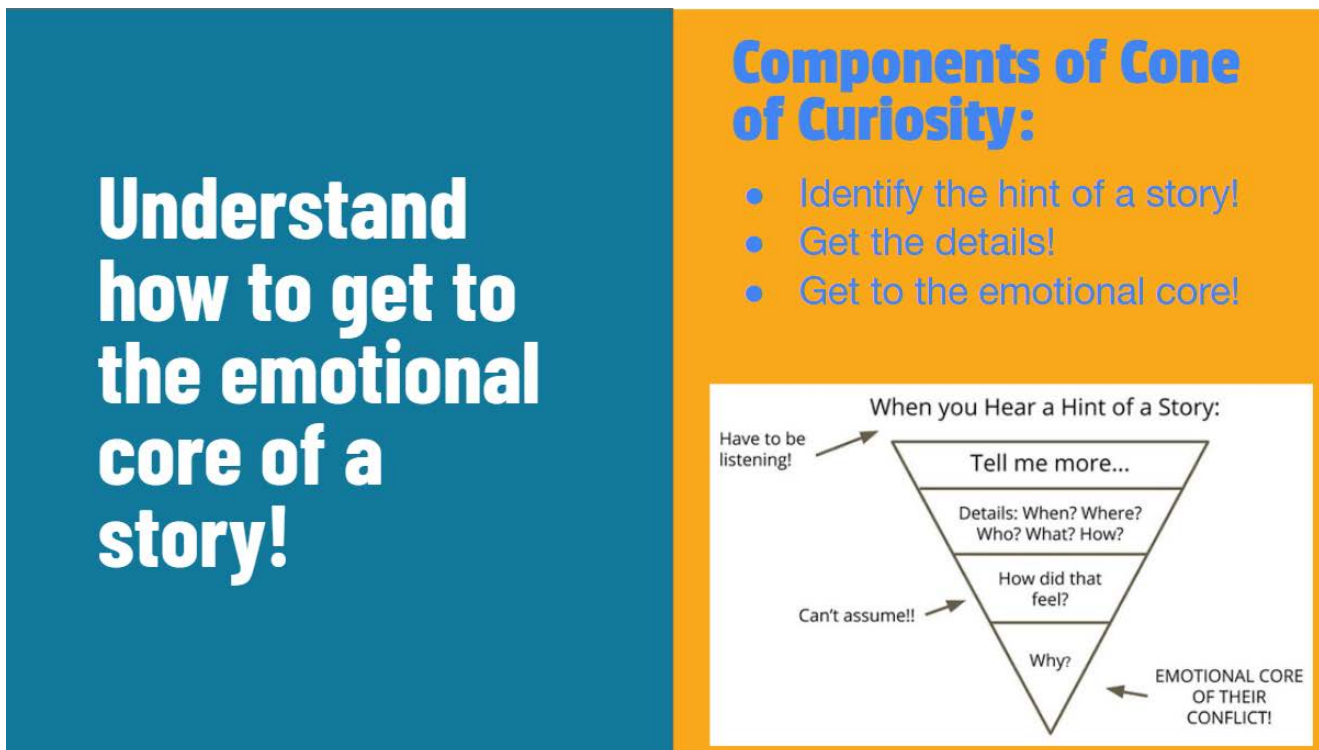 Understand
how to get to
the emotional
core of a
story!
Components of Cone
of Curiosity:
● Identify the hint of a story!
● Get the details!
● Get to the emotional core!
When you Hear a Hint of a Story:
Have to be
listening!
Tell me more...
Details: When? Where?
Who? What? How?
How did that
feel?
Can't assume!!
Why?
EMOTIONAL CORE
OF THEIR
CONFLICT!